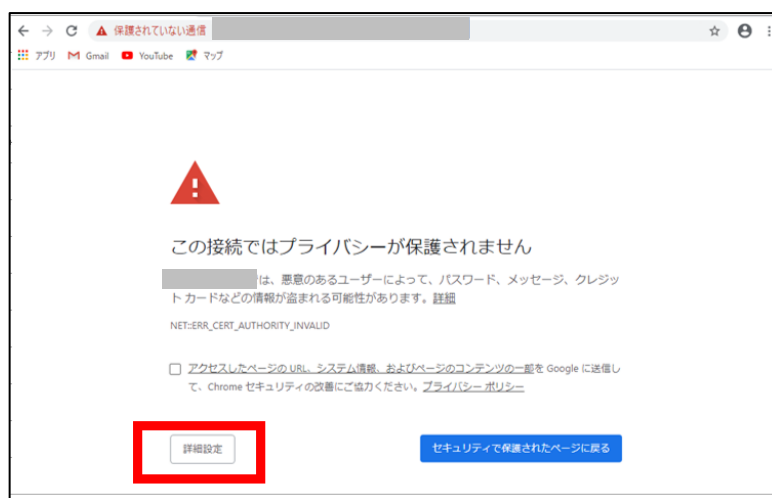 保護されていない通信
アプリ Gmail YouTube マップ
この接続ではプライバシーが保護されません
は、悪意のあるユーザーによって、パスワード、メッセージ、クレジッ
ト カードなどの情報が盗まれる可能性があります。詳細
NET::ERR_CERT_AUTHORITY_INVALID
アクセスしたページの URL、システム情報、およびページのコンテンツの一部を Google に送信し
て、Chrome セキュリティの改善にご協力ください。プライバシー ポリシー
詳細設定 セキュリティで保護されたページに戻る